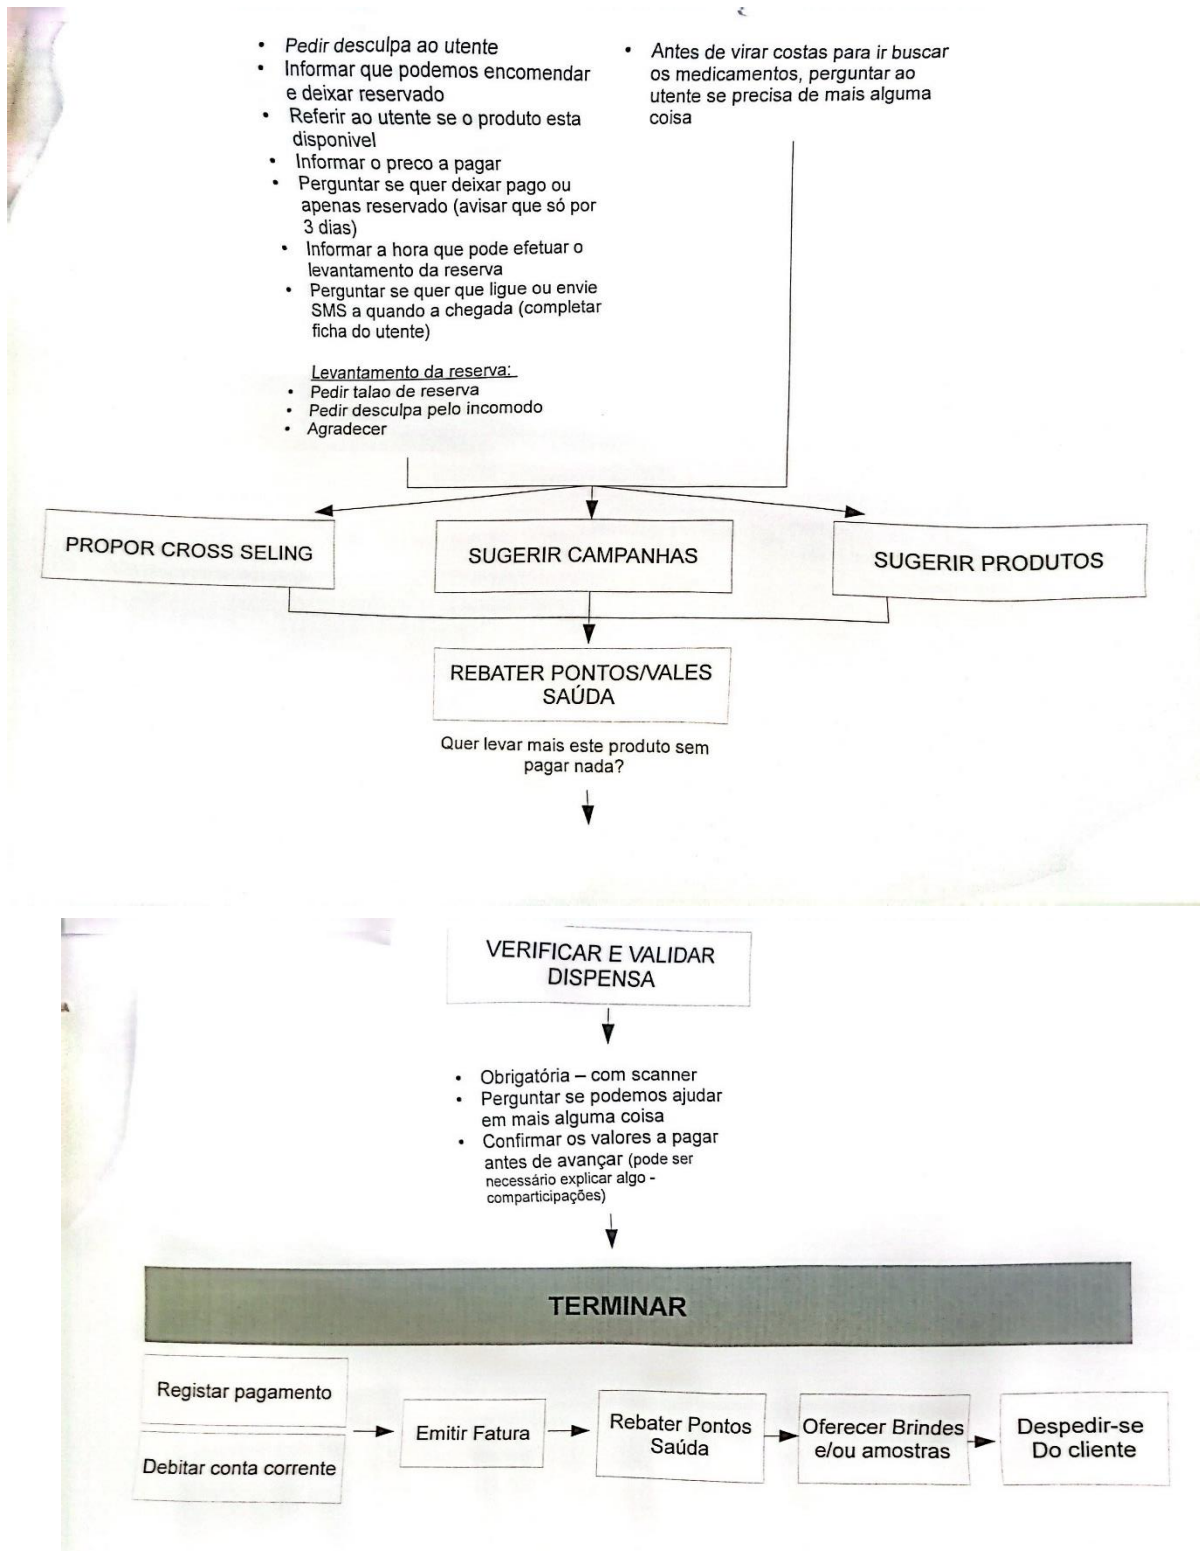 • Pedir desculpa ao utente
• Informar que podemos encomendar
e deixar reservado
• Referir ao utente se o produto esta
disponivel
• Informar o preco a pagar
• Perguntar se quer deixar pago ou
apenas reservado (avisar que só por
3 dias)
• Informar a hora que pode efetuar o
levantamento da reserva
• Perguntar se quer que ligue ou envie
SMS a quando a chegada (completar
ficha do utente)
Levantamento da reserva:
• Pedir talao de reserva
• Pedir desculpa pelo incomodo
• Agradecer
• Antes de virar costas para ir buscar
os medicamentos, perguntar ao
utente se precisa de mais alguma
coisa
PROPOR CROSS SELING
SUGERIR CAMPANHAS
SUGERIR PRODUTOS
REBATER PONTOS/VALES
SAÚDA
Quer levar mais este produto sem
pagar nada?
VERIFICAR E VALIDAR
DISPENSA
• Obrigatória – com scanner
• Perguntar se podemos ajudar
em mais alguma coisa
• Confirmar os valores a pagar
antes de avançar (pode ser
necessário explicar algo -
comparticipações)
TERMINAR
Registar pagamento
Debitar conta corrente
Emitir Fatura
Rebater Pontos
Saúda
Oferecer Brindes
e/ou amostras
Despedir-se
Do cliente